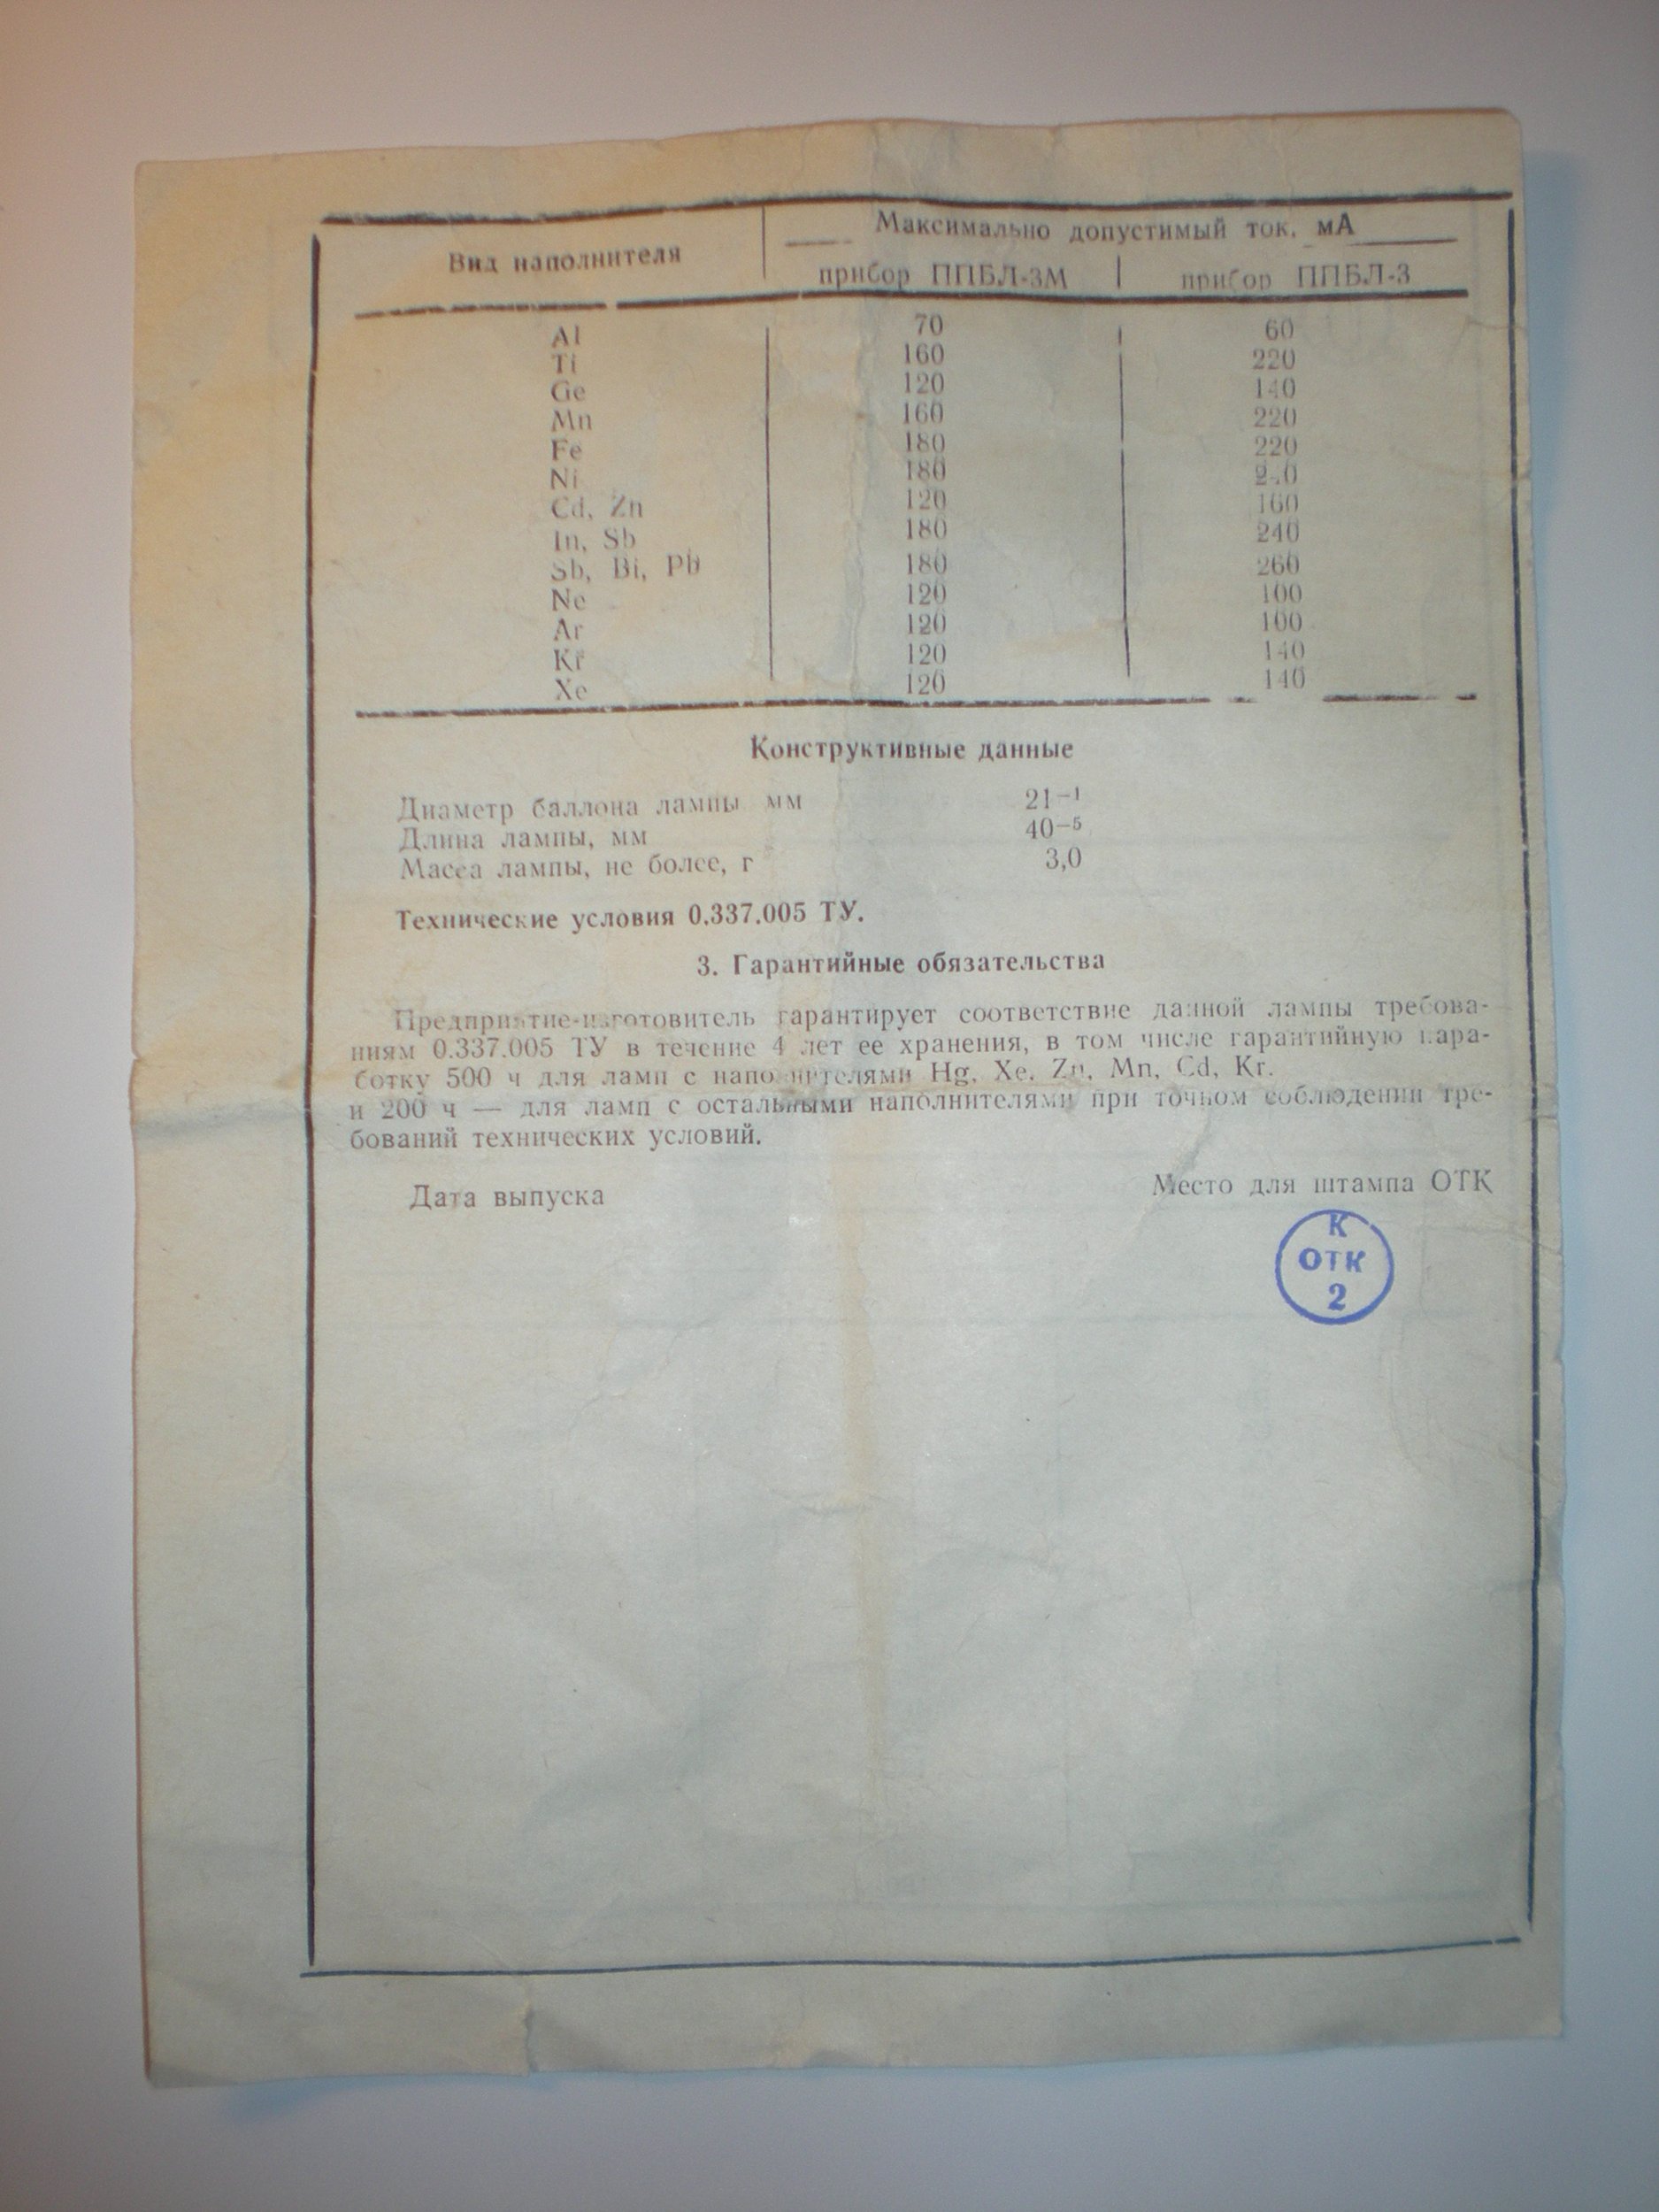 Вид наполнителя Максимально допустимый ток, мА
прибор ППБЛ-3М прибор ППБЛ-3
Al 70 60
Ti 160 220
Ge 120 140
Mn 160 220
Fe 180 220
Ni 180
Cd, Zn 120 160
In, Sb 180 240
Sb, Bi, Pb 180 260
Ne 120 100
Ar 120 100
Kr 120 140
Xe 120 140
Конструктивные данные
Диаметр баллона лампы мм 21⁻¹
Длина лампы, мм 40⁻⁵
Масса лампы, не более, г 3,0
Технические условия 0.337.005 ТУ.
3. Гарантийные обязательства
Предприятие-изготовитель гарантирует соответствие данной лампы требова-
ниям 0.337.005 ТУ в течение 4 лет ее хранения, в том числе гарантийную нара-
ботку 500 ч для ламп с наполнителями Hg, Xe, Zn, Mn, Cd, Kr.
и 200 ч — для ламп с остальными наполнителями при точном соблюдении тре-
бований технических условий.
Дата выпуска Место для штампа ОТК
К
ОТК
2